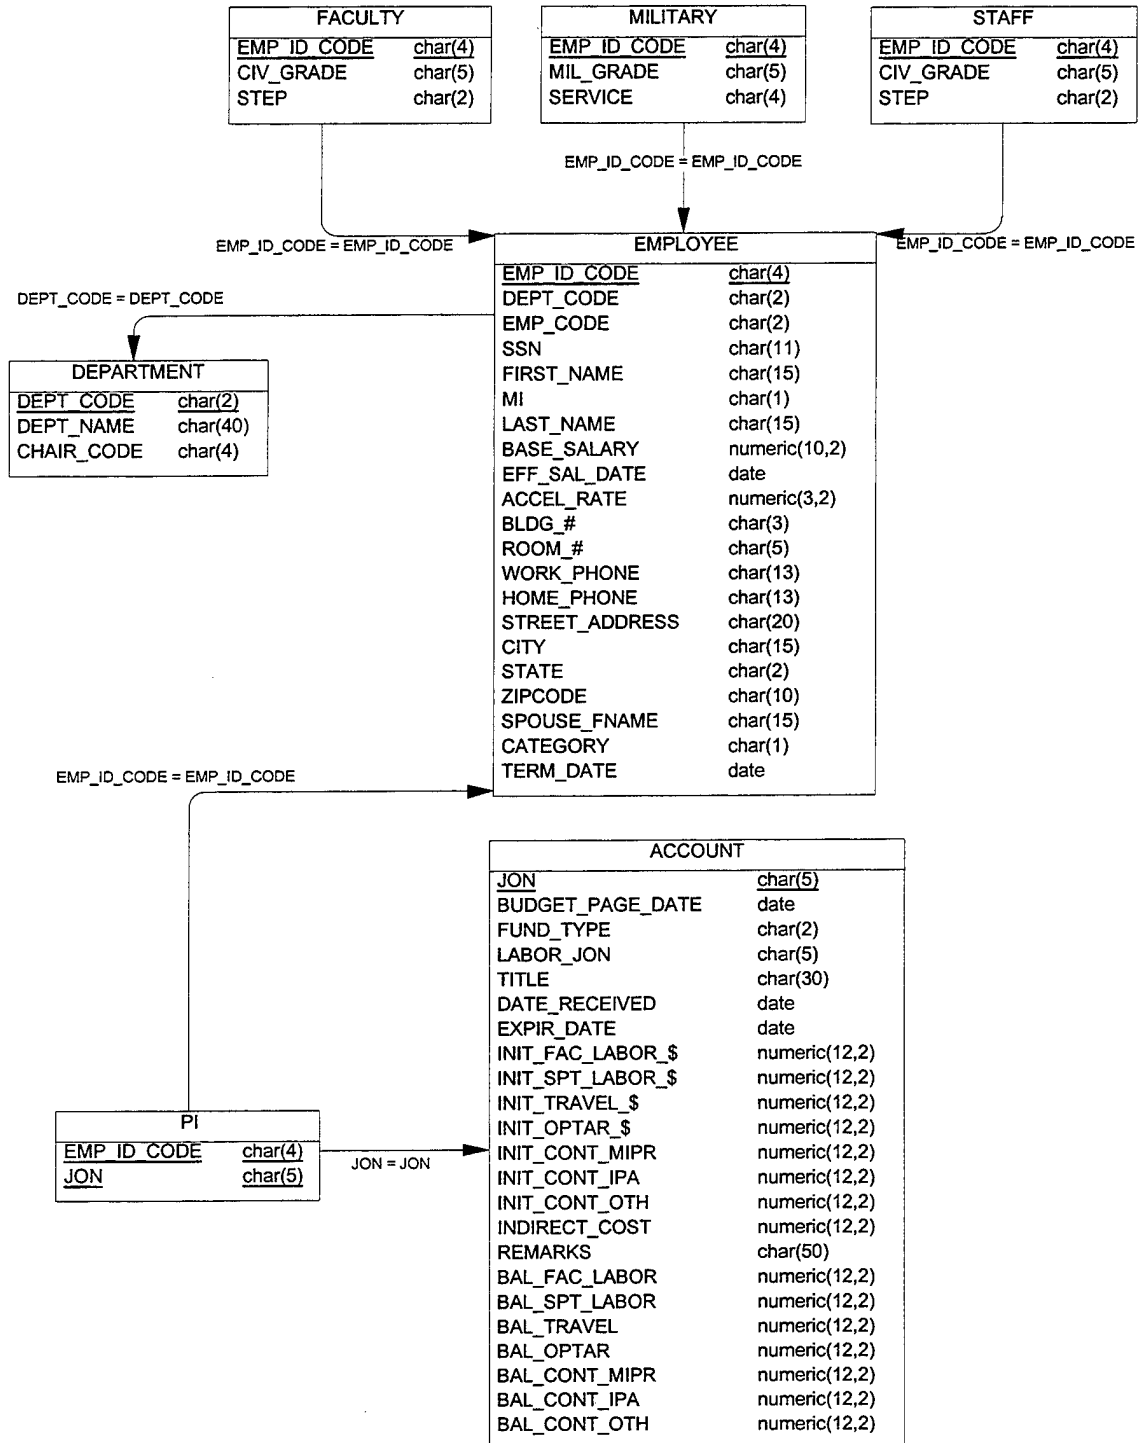 FACULTY
EMP_ID_CODE char(4)
CIV_GRADE char(5)
STEP char(2)
MILITARY
EMP_ID_CODE char(4)
MIL_GRADE char(5)
SERVICE char(4)
STAFF
EMP_ID_CODE char(4)
CIV_GRADE char(5)
STEP char(2)
EMP_ID_CODE = EMP_ID_CODE
EMP_ID_CODE = EMP_ID_CODE
EMP_ID_CODE = EMP_ID_CODE
EMPLOYEE
EMP_ID_CODE char(4)
DEPT_CODE char(2)
EMP_CODE char(2)
SSN char(11)
FIRST_NAME char(15)
MI char(1)
LAST_NAME char(15)
BASE_SALARY numeric(10,2)
EFF_SAL_DATE date
ACCEL_RATE numeric(3,2)
BLDG_# char(3)
ROOM_# char(5)
WORK_PHONE char(13)
HOME_PHONE char(13)
STREET_ADDRESS char(20)
CITY char(15)
STATE char(2)
ZIPCODE char(10)
SPOUSE_FNAME char(15)
CATEGORY char(1)
TERM_DATE date
DEPT_CODE = DEPT_CODE
DEPARTMENT
DEPT_CODE char(2)
DEPT_NAME char(40)
CHAIR_CODE char(4)
EMP_ID_CODE = EMP_ID_CODE
PI
EMP_ID_CODE char(4)
JON char(5)
JON = JON
ACCOUNT
JON char(5)
BUDGET_PAGE_DATE date
FUND_TYPE char(2)
LABOR_JON char(5)
TITLE char(30)
DATE_RECEIVED date
EXPIR_DATE date
INIT_FAC_LABOR_$ numeric(12,2)
INIT_SPT_LABOR_$ numeric(12,2)
INIT_TRAVEL_$ numeric(12,2)
INIT_OPTAR_$ numeric(12,2)
INIT_CONT_MIPR numeric(12,2)
INIT_CONT_IPA numeric(12,2)
INIT_CONT_OTH numeric(12,2)
INDIRECT_COST numeric(12,2)
REMARKS char(50)
BAL_FAC_LABOR numeric(12,2)
BAL_SPT_LABOR numeric(12,2)
BAL_TRAVEL numeric(12,2)
BAL_OPTAR numeric(12,2)
BAL_CONT_MIPR numeric(12,2)
BAL_CONT_IPA numeric(12,2)
BAL_CONT_OTH numeric(12,2)